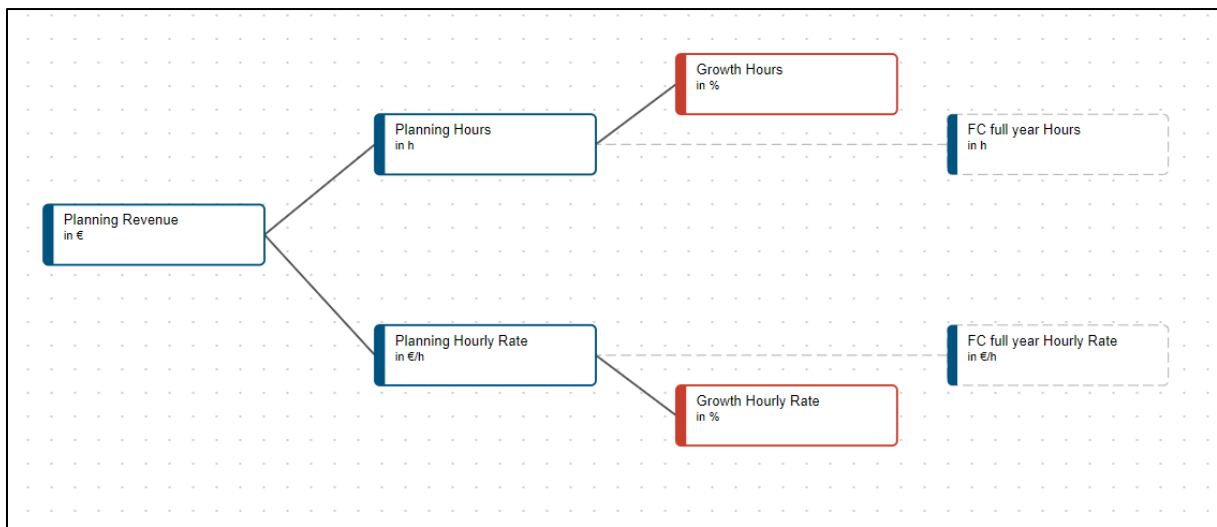 Growth Hours
in %
Planning Hours
in h
FC full year Hours
in h
Planning Revenue
in €
Planning Hourly Rate
in €/h
FC full year Hourly Rate
in €/h
Growth Hourly Rate
in %